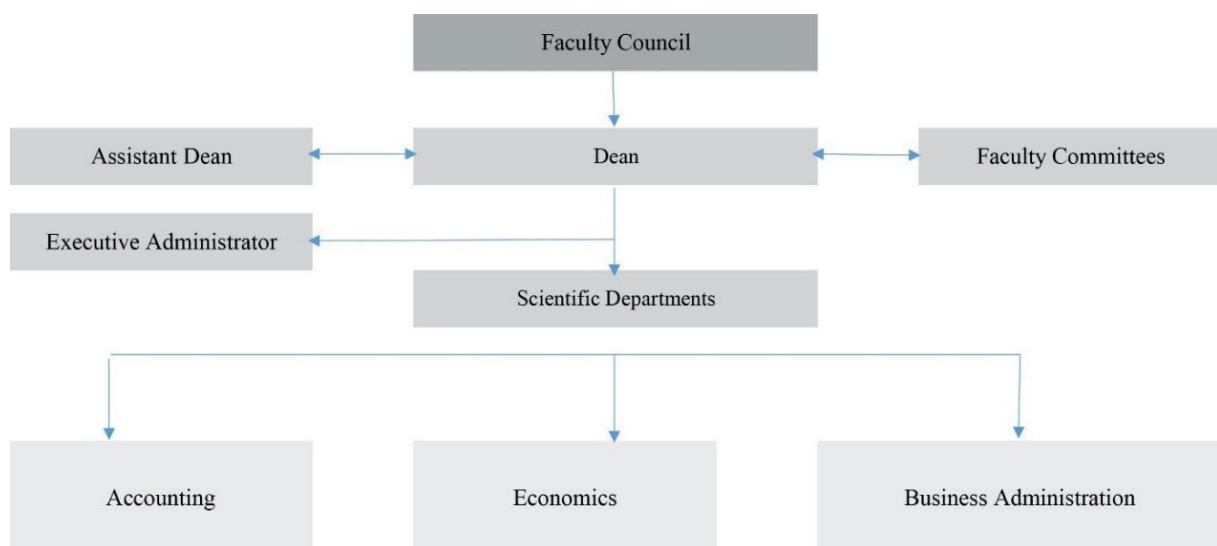 Faculty Council
Assistant Dean
Dean
Faculty Committees
Executive Administrator
Scientific Departments
Accounting
Economics
Business Administration